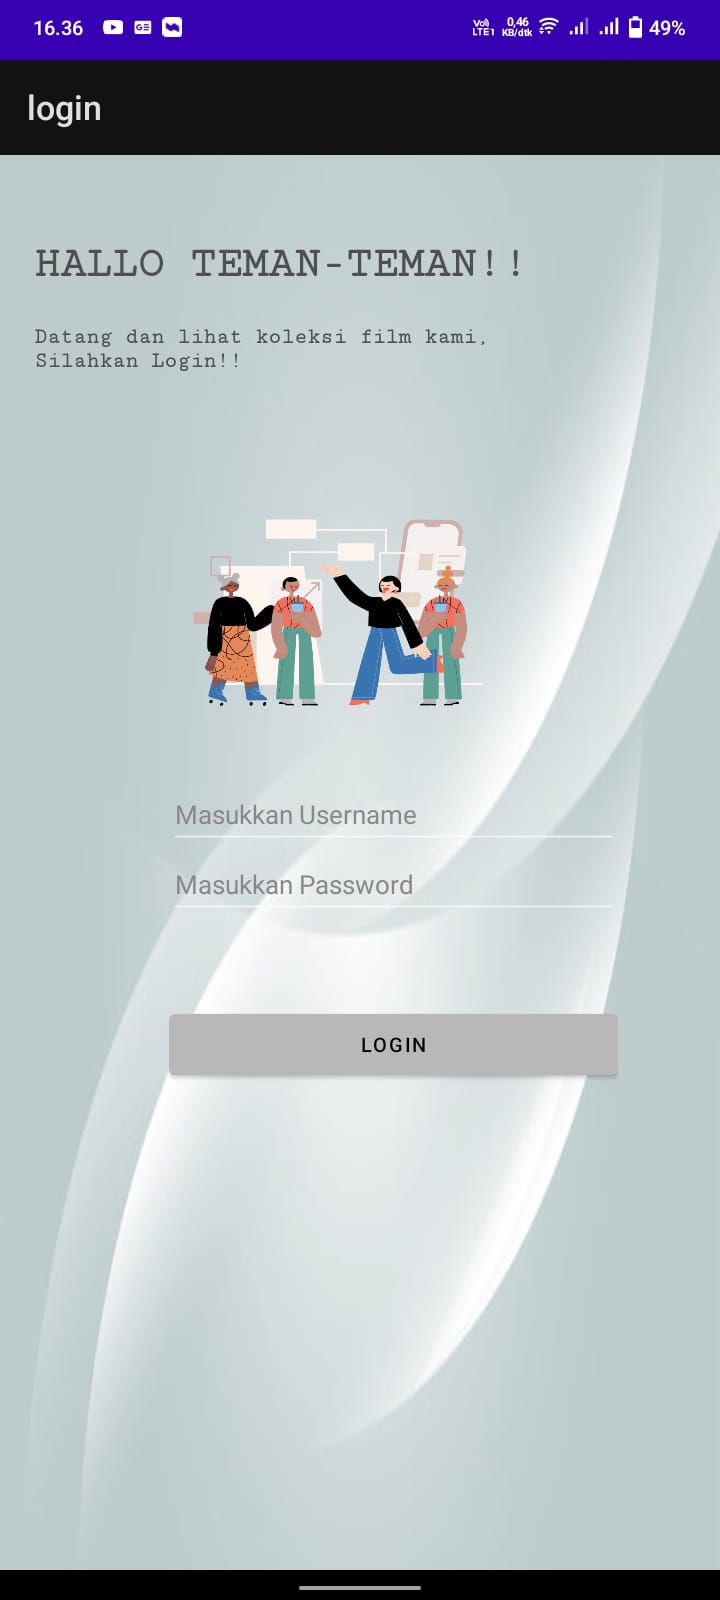 16.36
Vo))
LTE1
0,46
KB/dtk
49%
login
HALLO TEMAN-TEMAN!!
Datang dan lihat koleksi film kami,
Silahkan Login!!
Masukkan Username
Masukkan Password
LOGIN